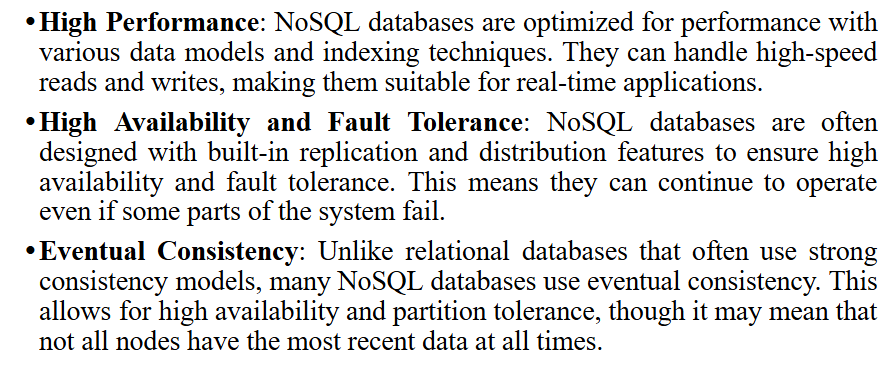 •High Performance: NoSQL databases are optimized for performance with
various data models and indexing techniques. They can handle high-speed
reads and writes, making them suitable for real-time applications.
•High Availability and Fault Tolerance: NoSQL databases are often
designed with built-in replication and distribution features to ensure high
availability and fault tolerance. This means they can continue to operate
even if some parts of the system fail.
•Eventual Consistency: Unlike relational databases that often use strong
consistency models, many NoSQL databases use eventual consistency. This
allows for high availability and partition tolerance, though it may mean that
not all nodes have the most recent data at all times.